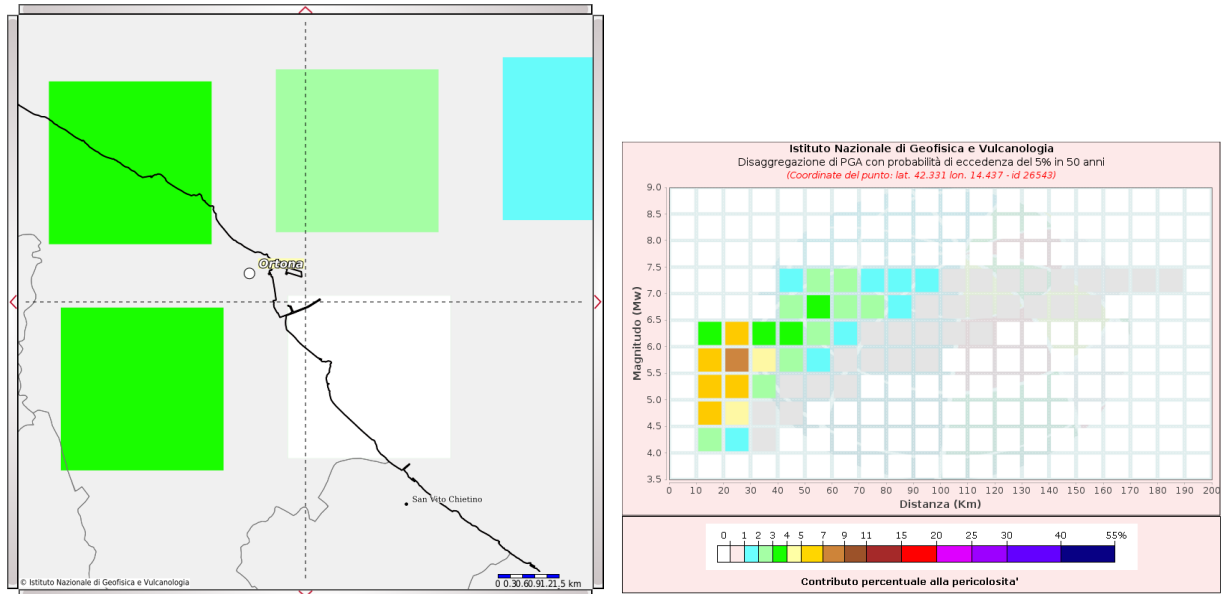 Ortona
San Vito Chietino
© Istituto Nazionale di Geofisica e Vulcanologia
0 0.30.60.91.21.5 km
Istituto Nazionale di Geofisica e Vulcanologia
Disaggregazione di PGA con probabilità di eccedenza del 5% in 50 anni
(Coordinate del punto: lat. 42.331 lon. 14.437 - id 26543)
Magnitudo (Mw)
9.0
8.5
8.0
7.5
7.0
6.5
6.0
5.5
5.0
4.5
4.0
3.5
0 10 20 30 40 50 60 70 80 90 100 110 120 130 140 150 160 170 180 190 200
Distanza (Km)
0 1 2 3 4 5 7 9 11 15 20 25 30 40 55%
Contributo percentuale alla pericolosita'